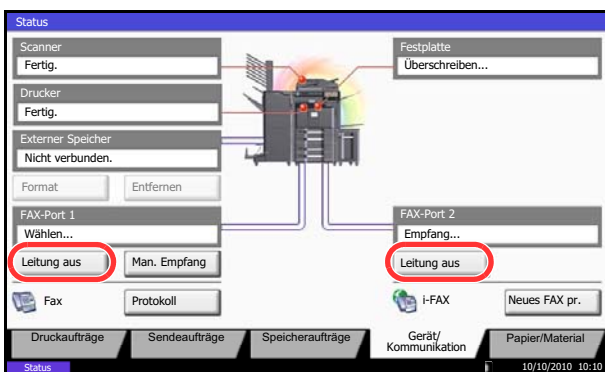 Status
Scanner
Fertig.
Festplatte
Überschreiben...
Drucker
Fertig.
Externer Speicher
Nicht verbunden.
Format
Entfernen
FAX-Port 1
Wählen...
FAX-Port 2
Empfang...
Leitung aus
Man. Empfang
Leitung aus
Fax
Protokoll
i-FAX
Neues FAX pr.
Druckaufträge
Sendeaufträge
Speicheraufträge
Gerät/
Kommunikation
Papier/Material
Status
10/10/2010 10:10